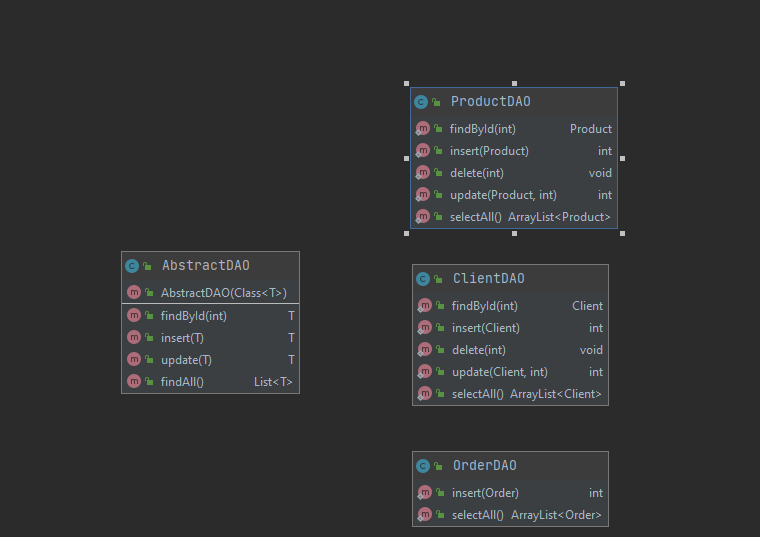 ProductDAO
findById(int) Product
insert(Product) int
delete(int) void
update(Product, int) int
selectAll() ArrayList<Product>
AbstractDAO
AbstractDAO(Class<T>)
findById(int) T
insert(T) T
update(T) T
findAll() List<T>
ClientDAO
findById(int) Client
insert(Client) int
delete(int) void
update(Client, int) int
selectAll() ArrayList<Client>
OrderDAO
insert(Order) int
selectAll() ArrayList<Order>